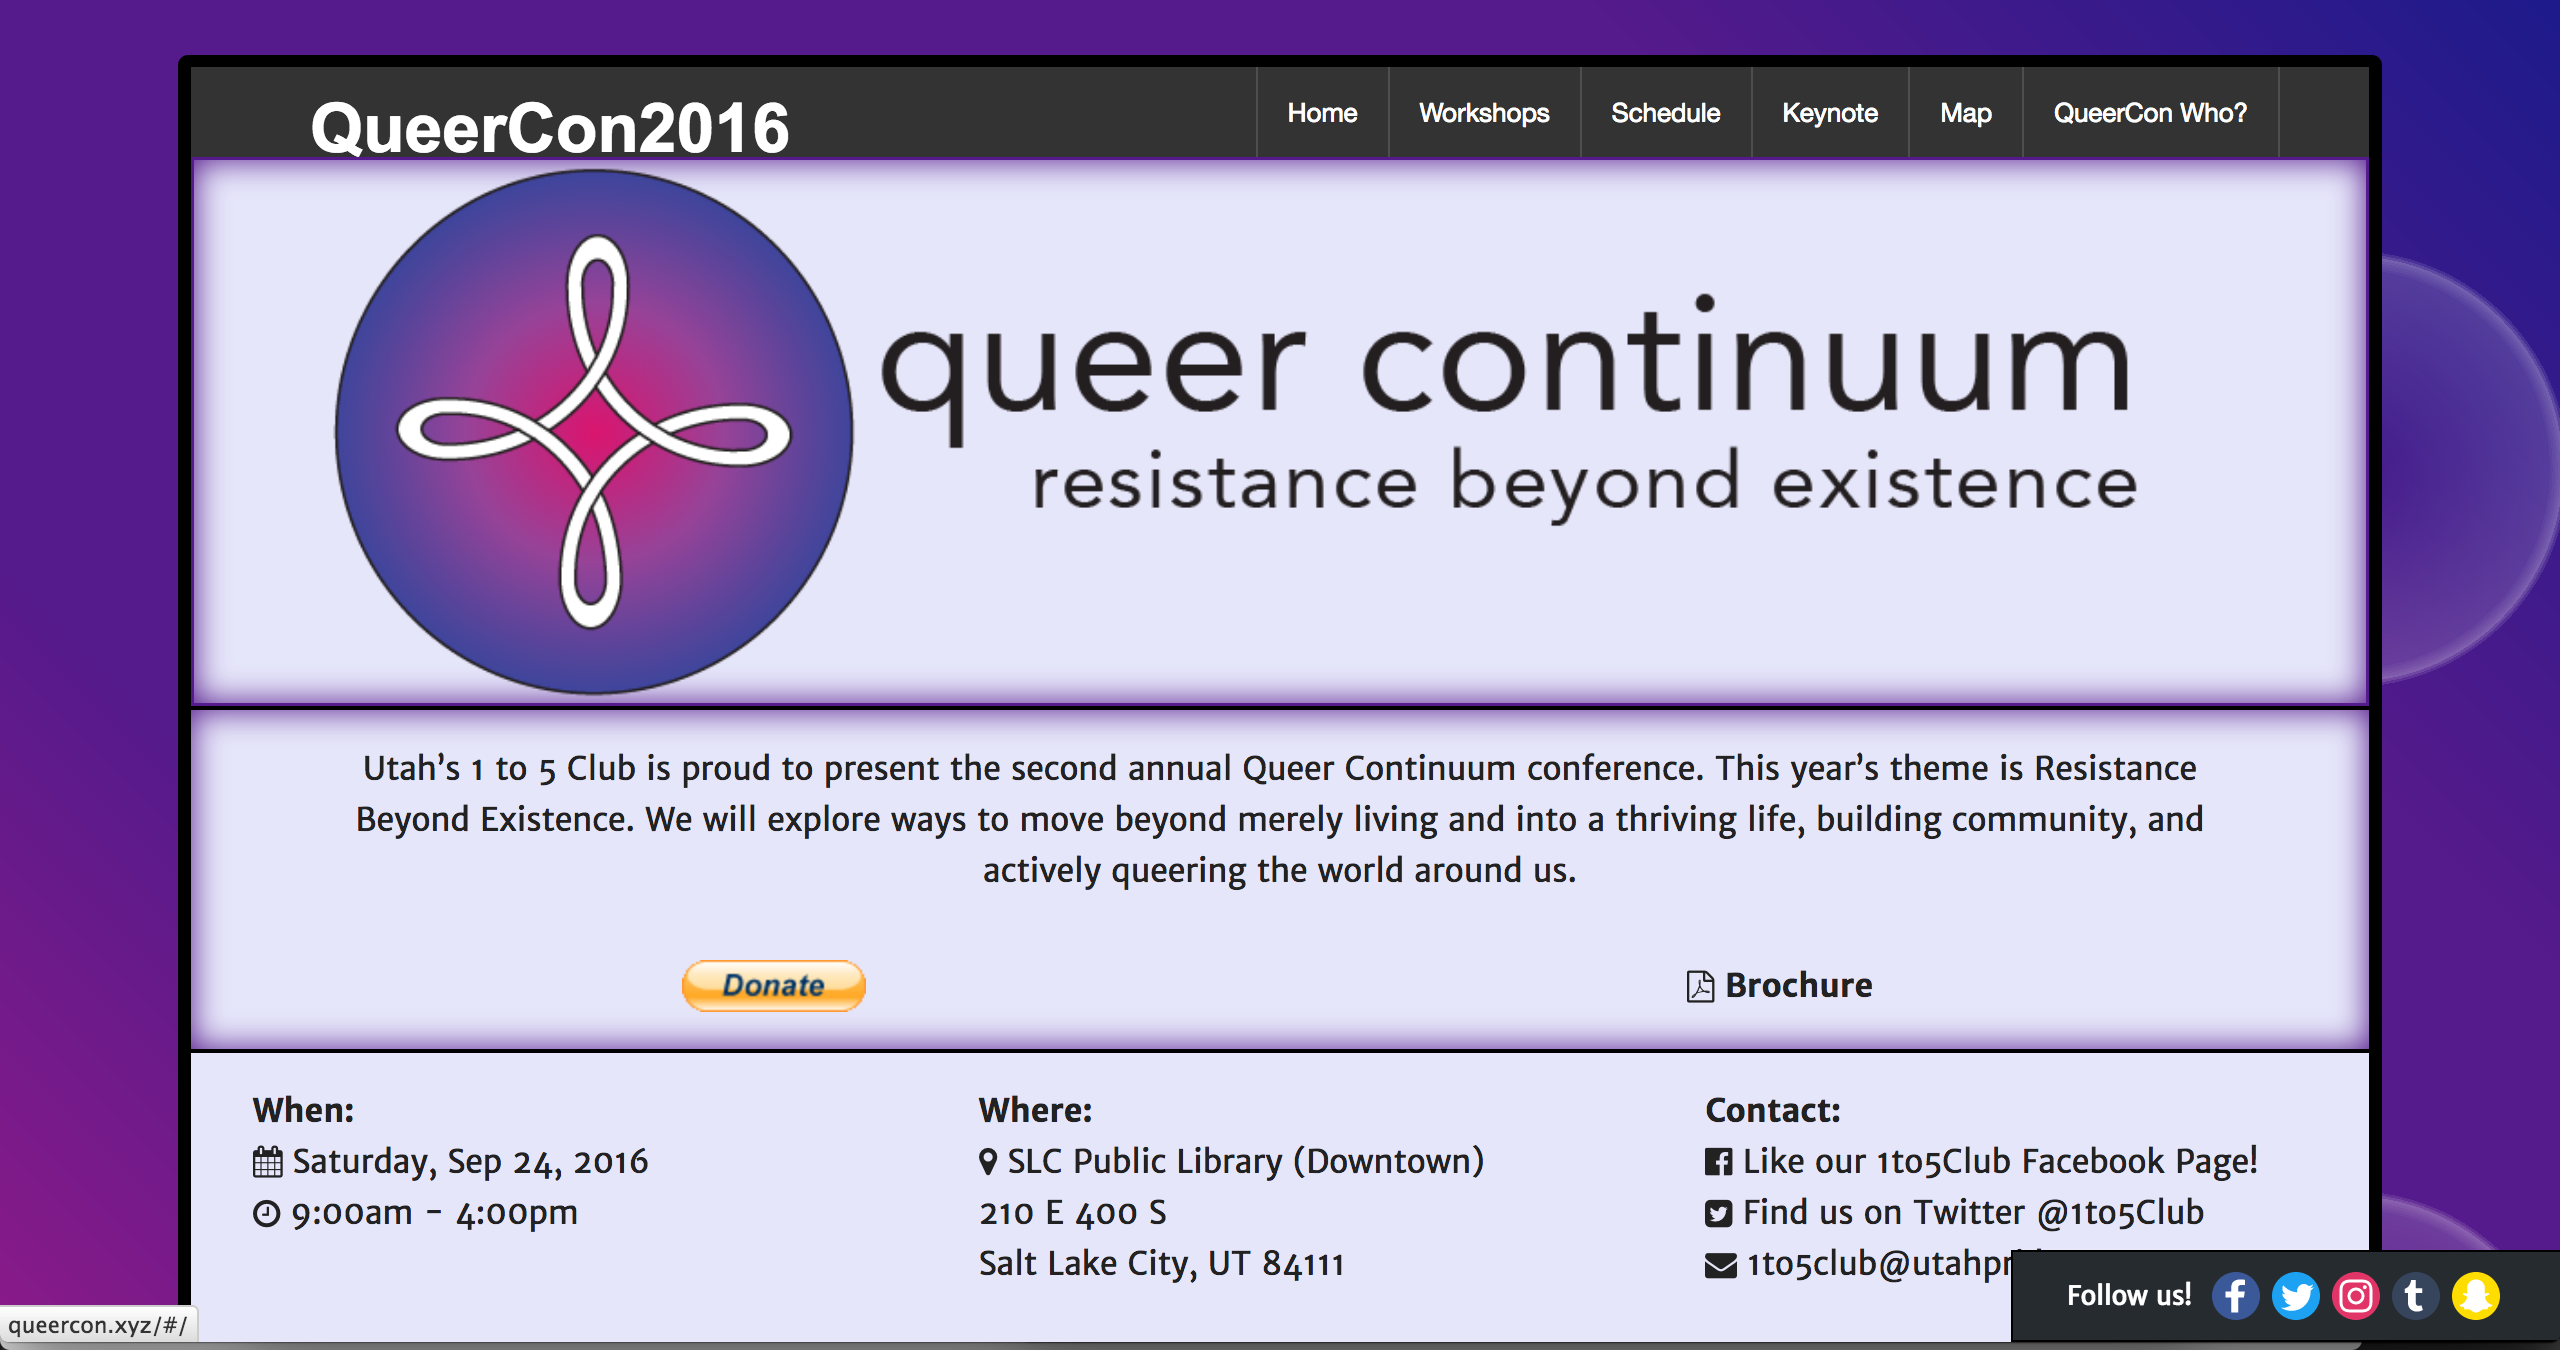 QueerCon2016
Home
Workshops
Schedule
Keynote
Map
QueerCon Who?
queer continuum
resistance beyond existence
Utah’s 1 to 5 Club is proud to present the second annual Queer Continuum conference. This year’s theme is Resistance
Beyond Existence. We will explore ways to move beyond merely living and into a thriving life, building community, and
actively queering the world around us.
Donate
Brochure
When:
Saturday, Sep 24, 2016
9:00am - 4:00pm
Where:
SLC Public Library (Downtown)
210 E 400 S
Salt Lake City, UT 84111
Contact:
Like our 1to5Club Facebook Page!
Find us on Twitter @1to5Club
Follow us!
queercon.xyz/#/